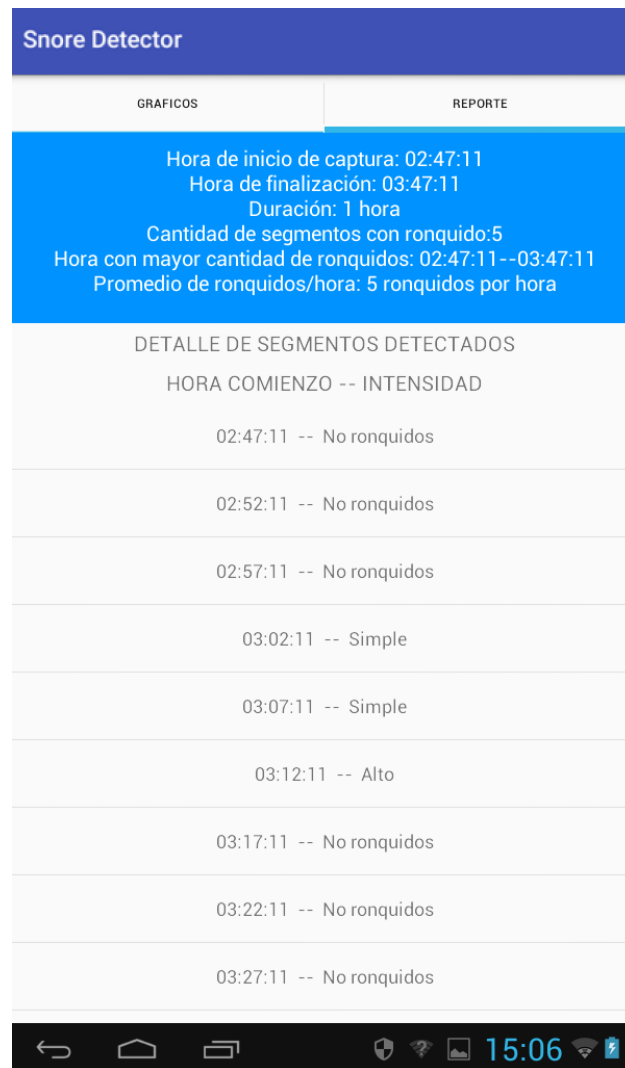 Snore Detector
GRAFICOS
REPORTE
Hora de inicio de captura: 02:47:11
Hora de finalización: 03:47:11
Duración: 1 hora
Cantidad de segmentos con ronquido:5
Hora con mayor cantidad de ronquidos: 02:47:11--03:47:11
Promedio de ronquidos/hora: 5 ronquidos por hora
DETALLE DE SEGMENTOS DETECTADOS
HORA COMIENZO -- INTENSIDAD
02:47:11 -- No ronquidos
02:52:11 -- No ronquidos
02:57:11 -- No ronquidos
03:02:11 -- Simple
03:07:11 -- Simple
03:12:11 -- Alto
03:17:11 -- No ronquidos
03:22:11 -- No ronquidos
03:27:11 -- No ronquidos
15:06